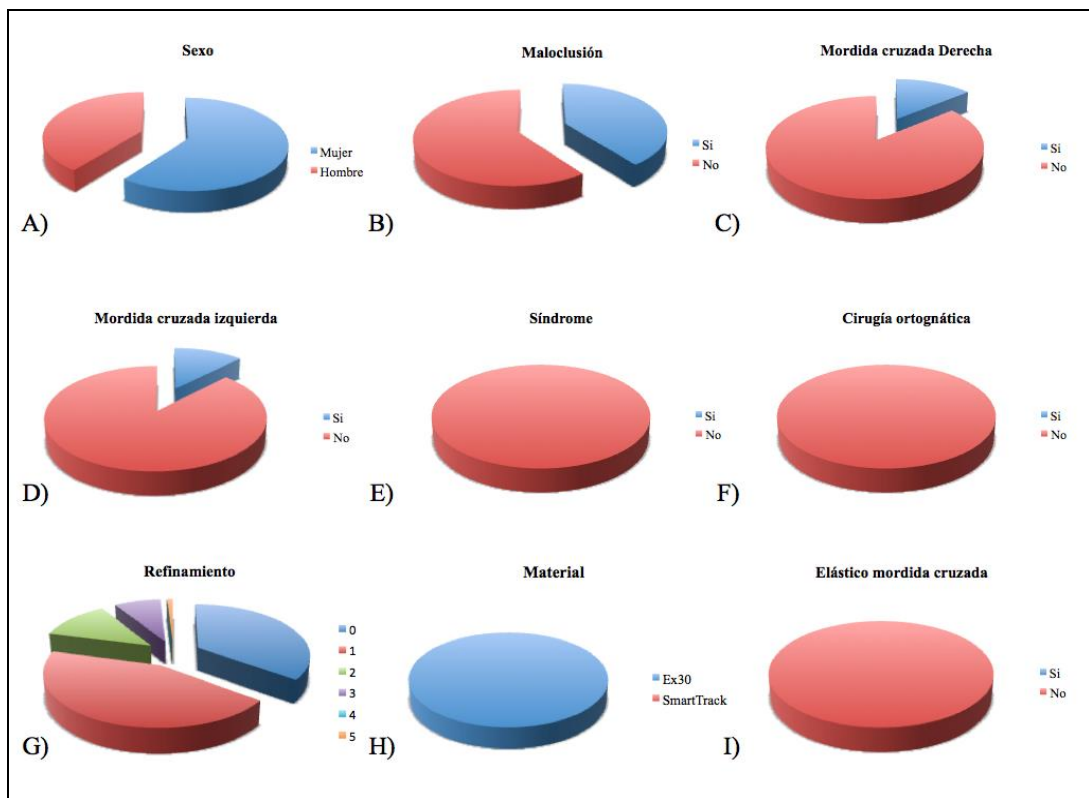 Sexo
Mujer
Hombre
A)
Maloclusión
Si
No
B)
Mordida cruzada Derecha
Si
No
C)
Mordida cruzada izquierda
Si
No
D)
Síndrome
Si
No
E)
Cirugía ortognática
Si
No
F)
Refinamiento
0
1
2
3
4
5
G)
Material
Ex30
SmartTrack
H)
Elástico mordida cruzada
Si
No
I)